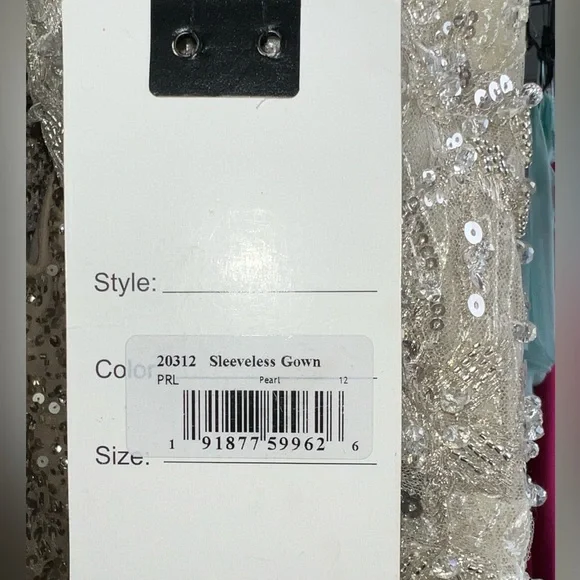 Style:
20312 Sleeveless Gown
Color
PRL Pearl 12
1 91877 59962 6
Size: